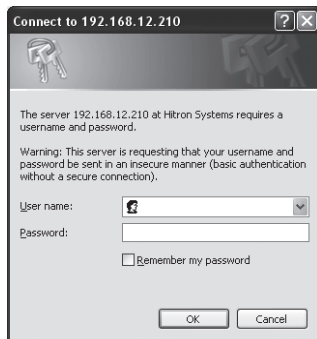 Connect to 192.168.12.210
The server 192.168.12.210 at Hitron Systems requires a
username and password.
Warning: This server is requesting that your username and
password be sent in an insecure manner (basic authentication
without a secure connection).
User name:
Password:
Remember my password
OK Cancel